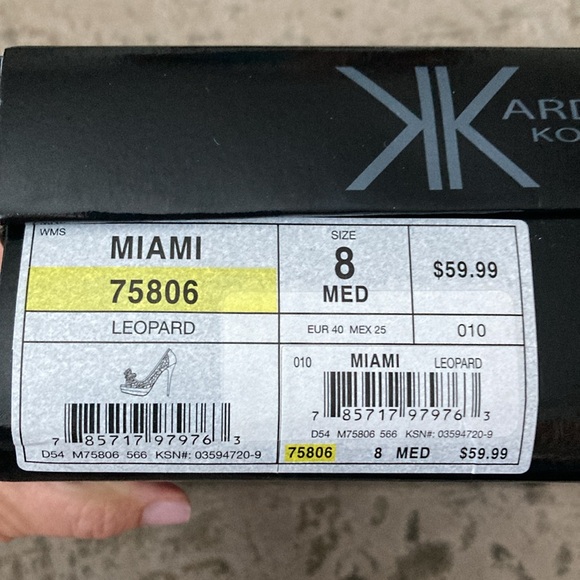 KK ARD
KO
WMS
MIAMI
75806
LEOPARD
SIZE
8
MED
$59.99
EUR 40 MEX 25
010
010 MIAMI LEOPARD
7 85717 97976 3
D54 M75806 566 KSN#: 03594720-9
75806 8 MED $59.99
7 85717 97976 3
D54 M75806 566 KSN#: 03594720-9